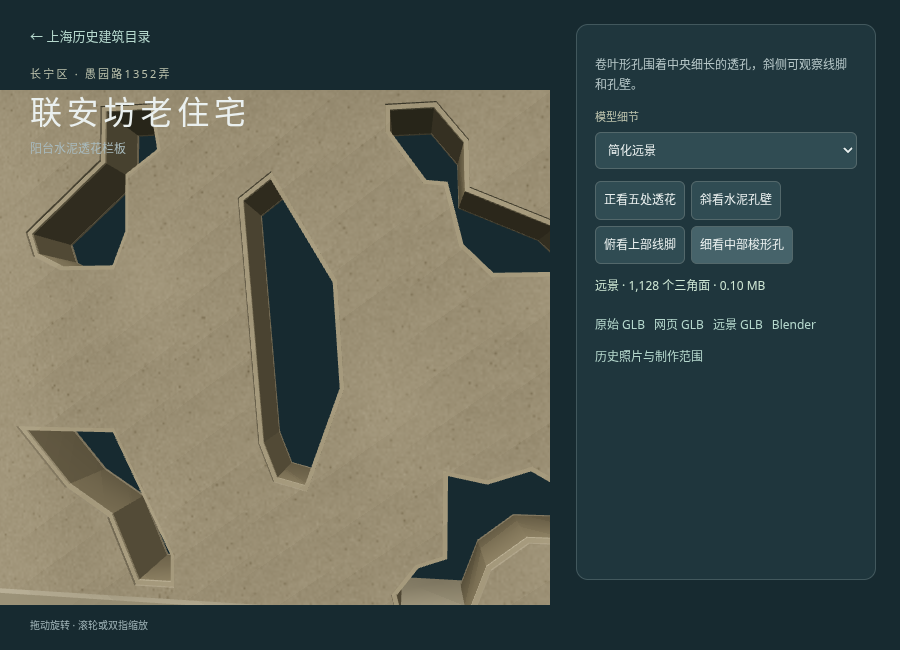 ← 上海历史建筑目录
长宁区 · 愚园路1352弄
联安坊老住宅
阳台水泥透花栏板
拖动旋转 · 滚轮或双指缩放
卷叶形孔围着中央细长的透孔，斜侧可观察线脚
和孔壁。
模型细节
简化远景
正看五处透花
斜看水泥孔壁
俯看上部线脚
细看中部梭形孔
远景 · 1,128 个三角面 · 0.10 MB
原始 GLB 网页 GLB 远景 GLB Blender
历史照片与制作范围